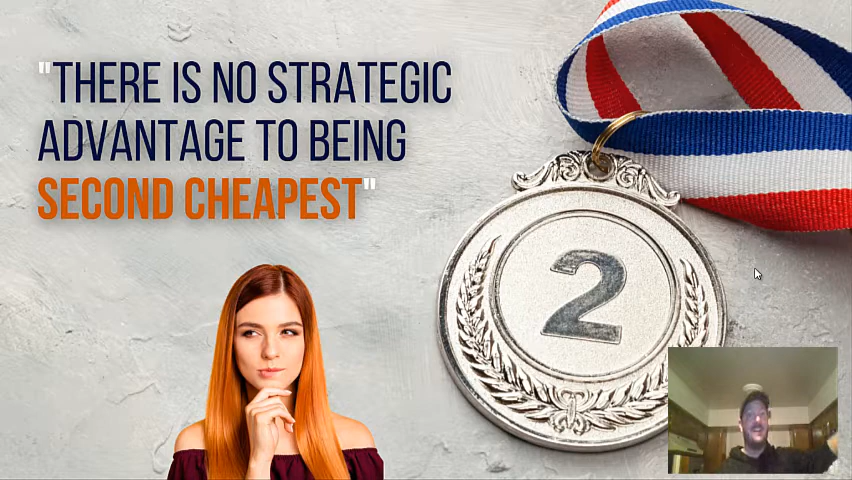 "THERE IS NO STRATEGIC
ADVANTAGE TO BEING
SECOND CHEAPEST"
2